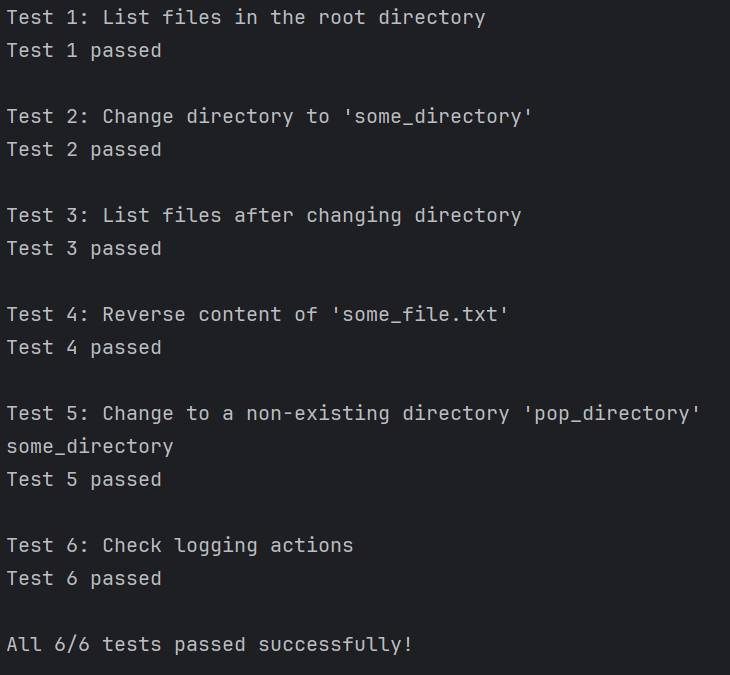 Test 1: List files in the root directory
Test 1 passed
Test 2: Change directory to 'some_directory'
Test 2 passed
Test 3: List files after changing directory
Test 3 passed
Test 4: Reverse content of 'some_file.txt'
Test 4 passed
Test 5: Change to a non-existing directory 'pop_directory'
some_directory
Test 5 passed
Test 6: Check logging actions
Test 6 passed
All 6/6 tests passed successfully!